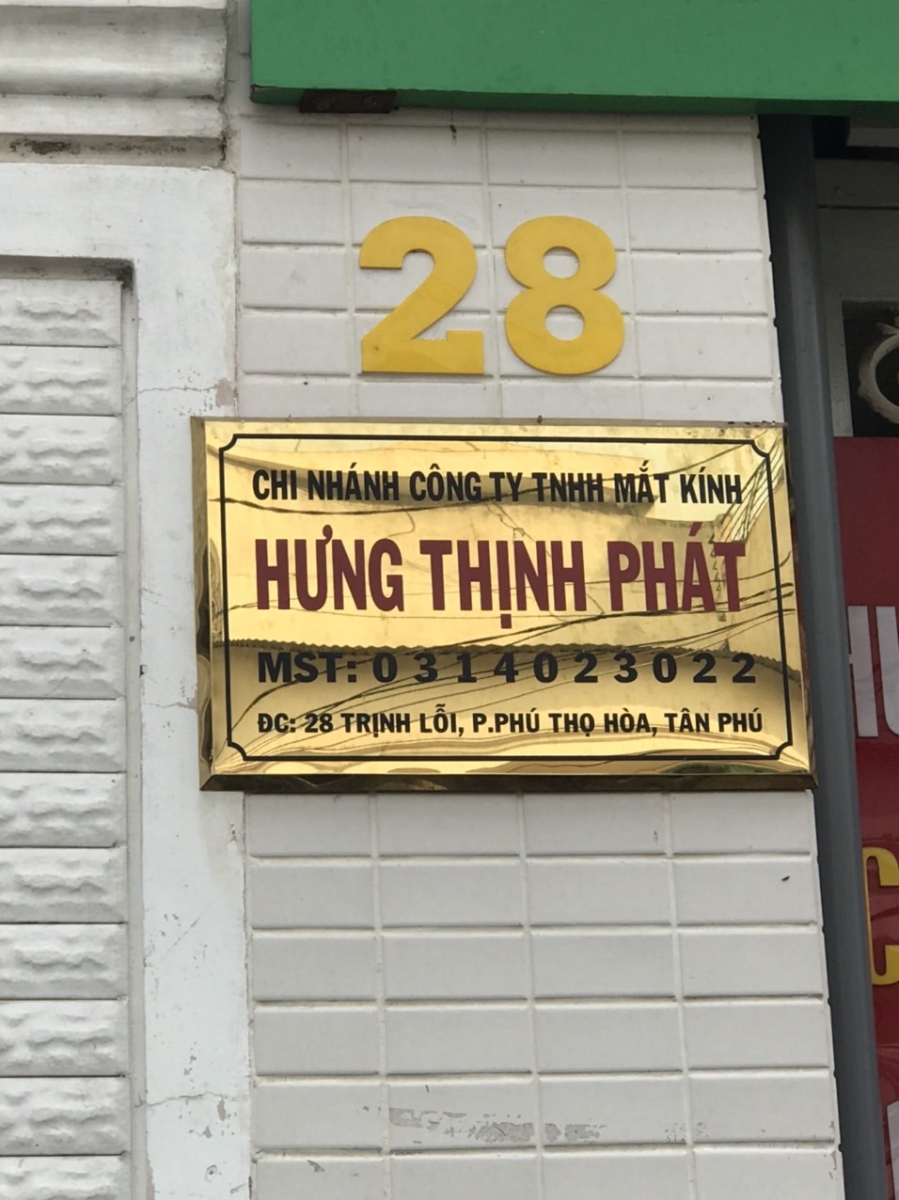 28
CHI NHÁNH CÔNG TY TNHH MẮT KÍNH
HƯNG THỊNH PHÁT
MST: 0314023022
ĐC: 28 TRỊNH LỖI, P.PHÚ THỌ HÒA, TÂN PHÚ